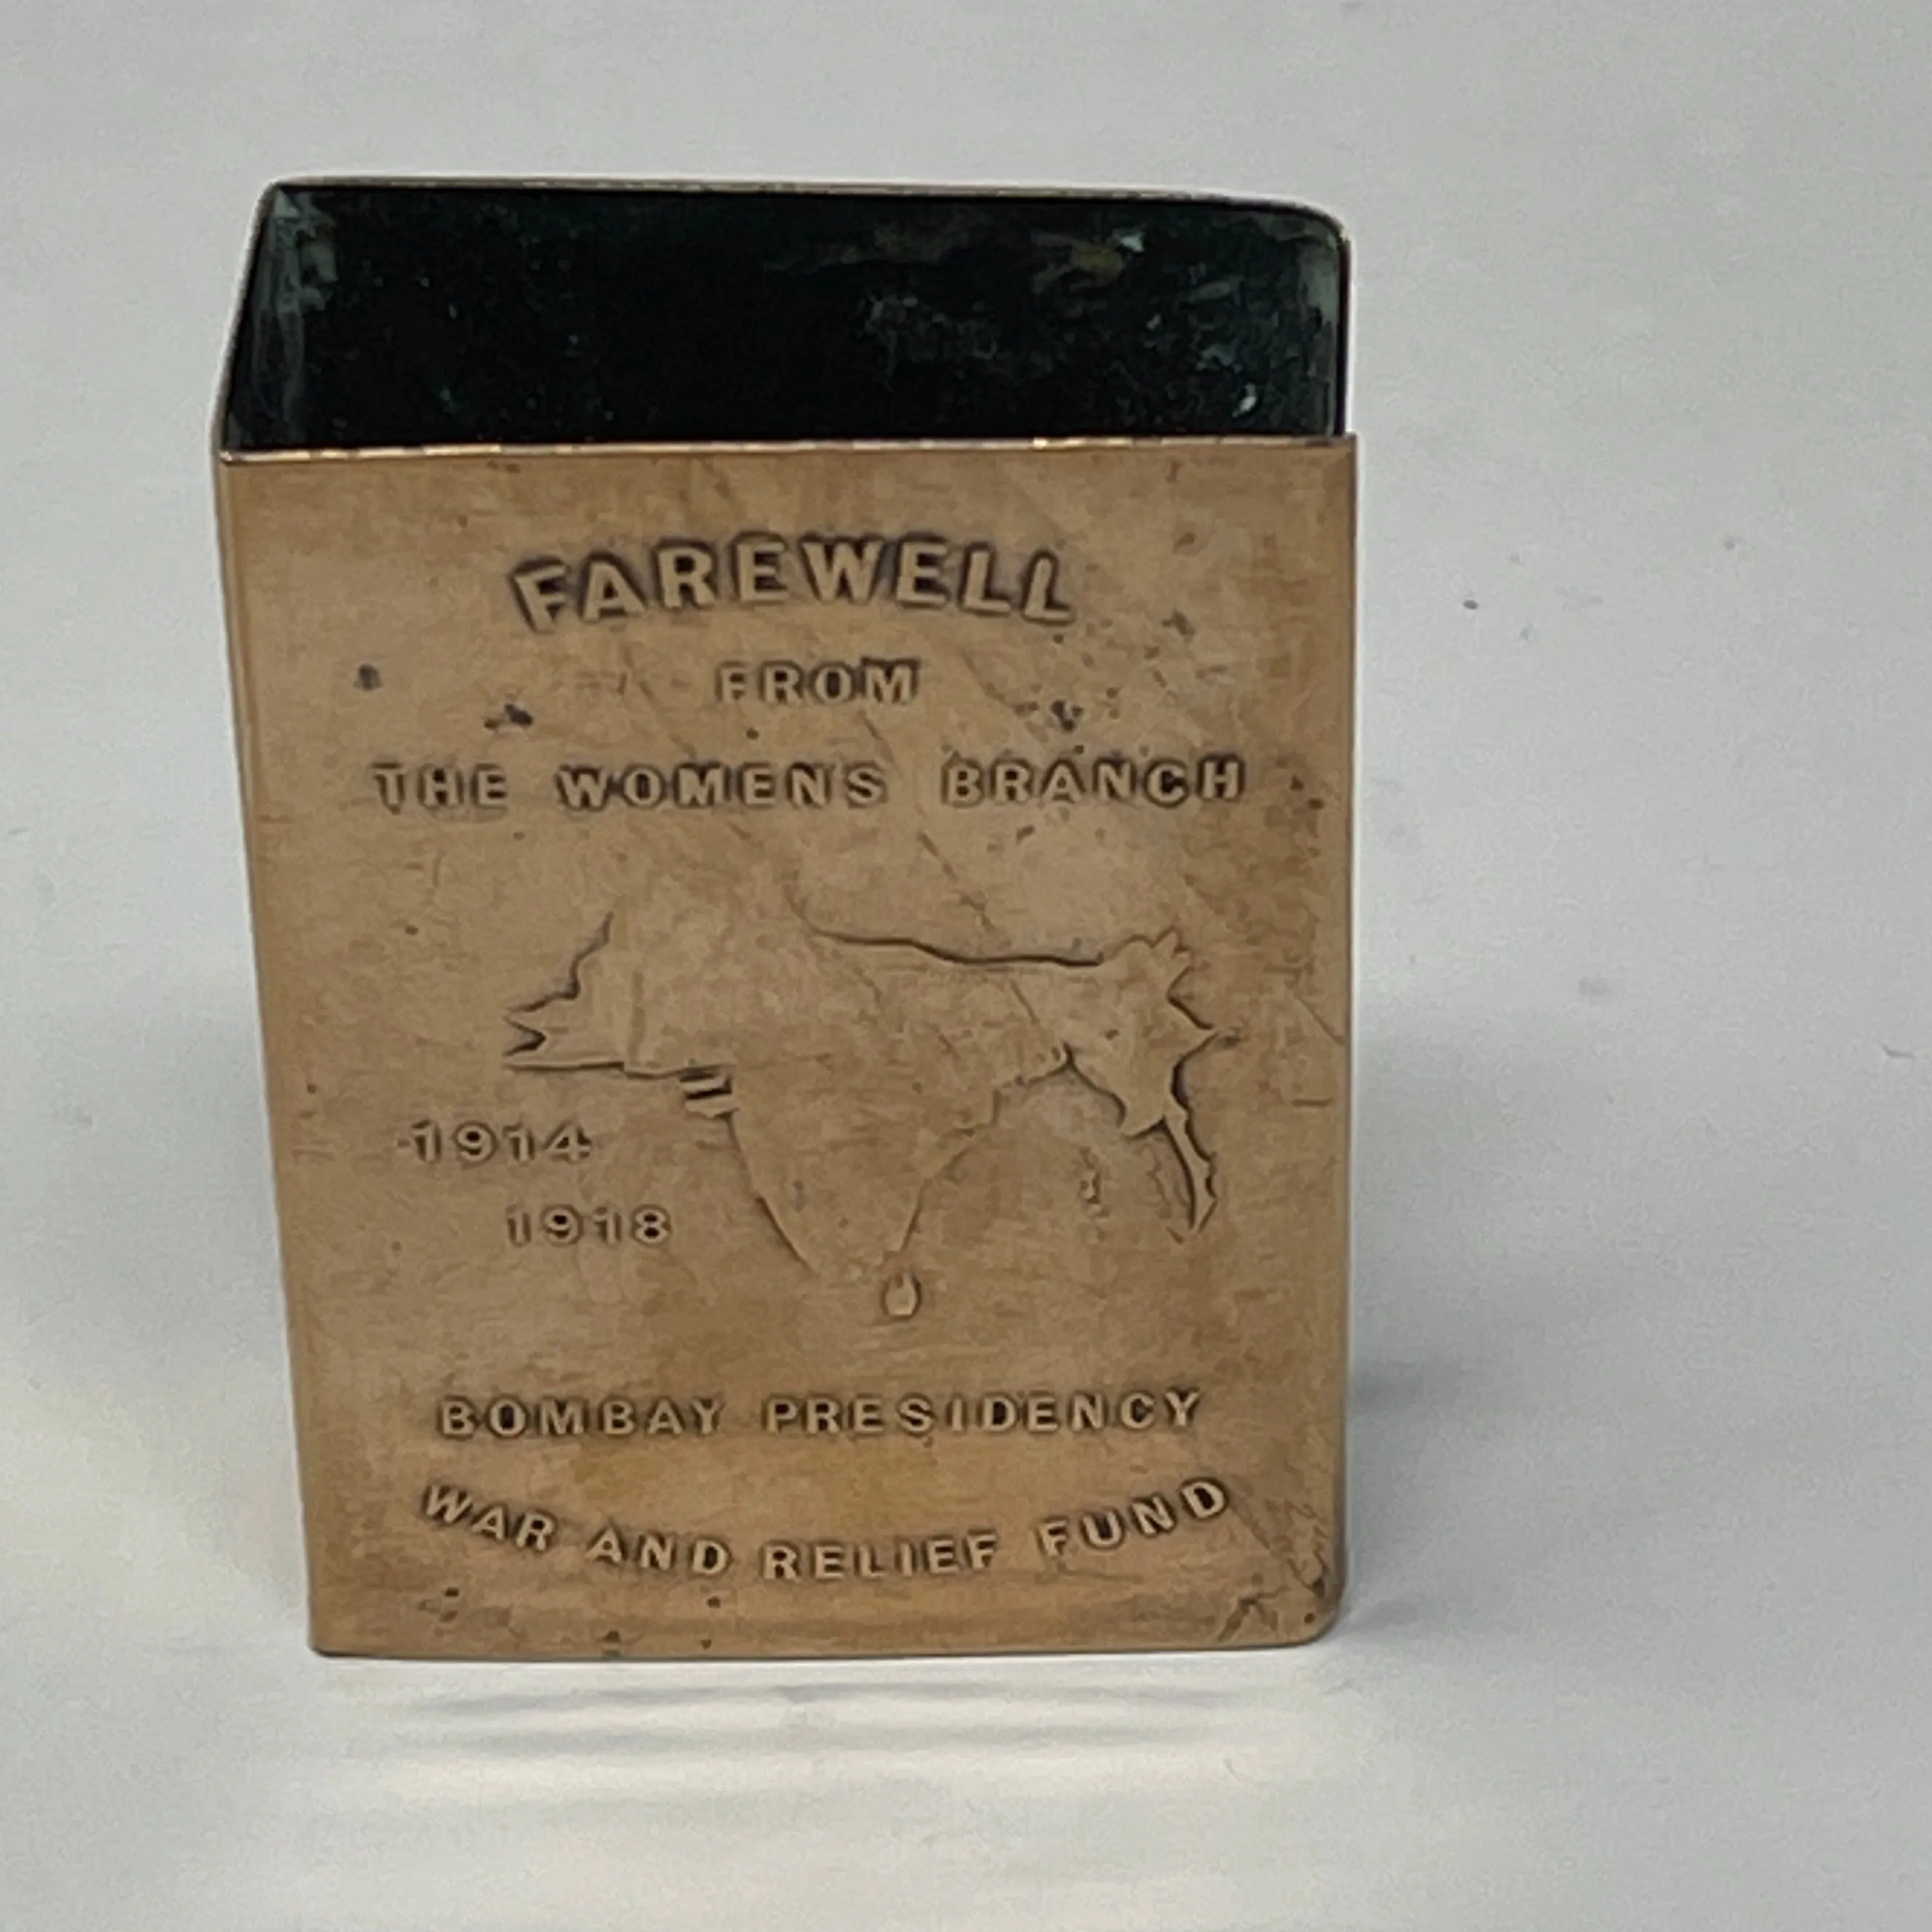 FAREWELL
FROM
THE WOMENS BRANCH
1914
1918
BOMBAY PRESIDENCY
WAR AND RELIEF FUND